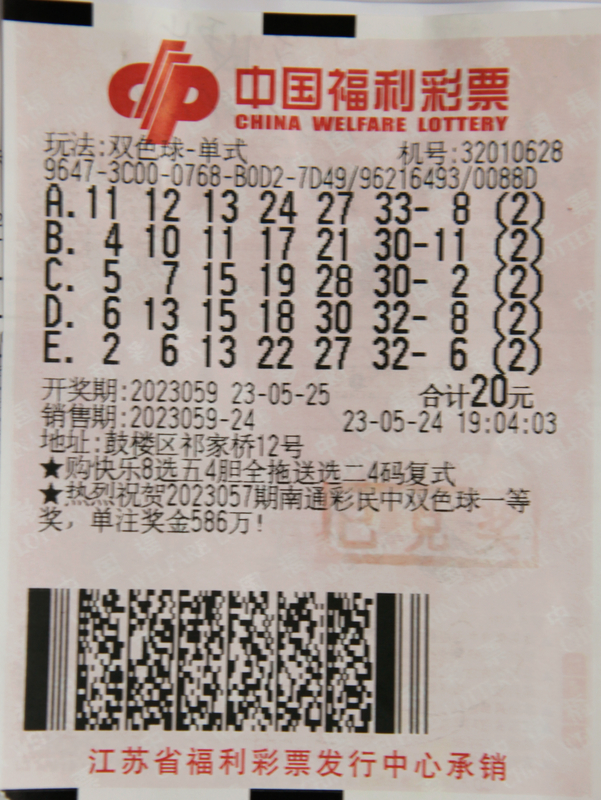 中国福利彩票
CHINA WELFARE LOTTERY
玩法:双色球-单式 机号:32010628
9647-3C00-0768-B0D2-7D49/96216493/0088D
A.11 12 13 24 27 33- 8 (2)
B. 4 10 11 17 21 30-11 (2)
C. 5 7 15 19 28 30- 2 (2)
D. 6 13 15 18 30 32- 8 (2)
E. 2 6 13 22 27 32- 6 (2)
开奖期:2023059 23-05-25 合计20元
销售期:2023059-24 23-05-24 19:04:03
地址:鼓楼区祁家桥12号
★购快乐8选五4胆全拖送选二4码复式
★热烈祝贺2023057期南通彩民中双色球一等
奖，单注奖金586万!
已兑奖
江苏省福利彩票发行中心承销